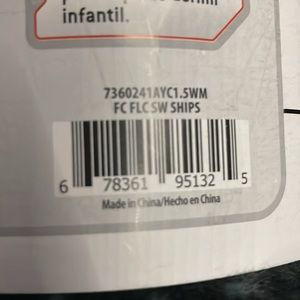 infantil.
7360241AYC1.5WM
FC FLC SW SHIPS
6 78361 95132 5
Made in China/Hecho en China